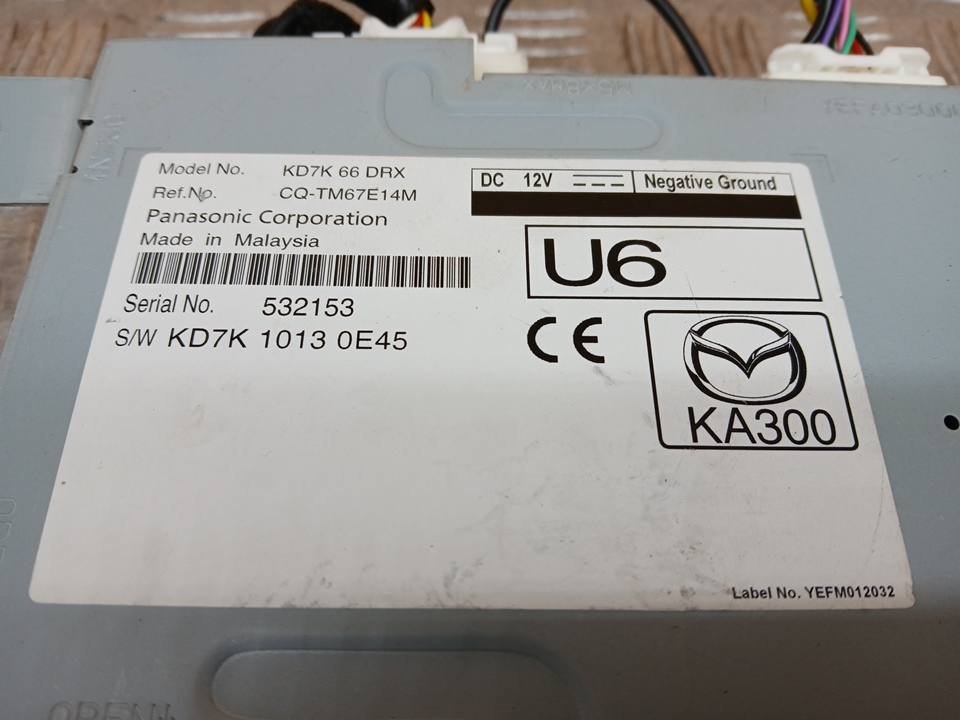 M5x8MAX
Model No. KD7K 66 DRX
Ref.No. CQ-TM67E14M
Panasonic Corporation
Made in Malaysia
DC 12V Negative Ground
U6
Serial No. 532153
S/W KD7K 1013 0E45
CE
KA300
Label No. YEFM012032
OPEN